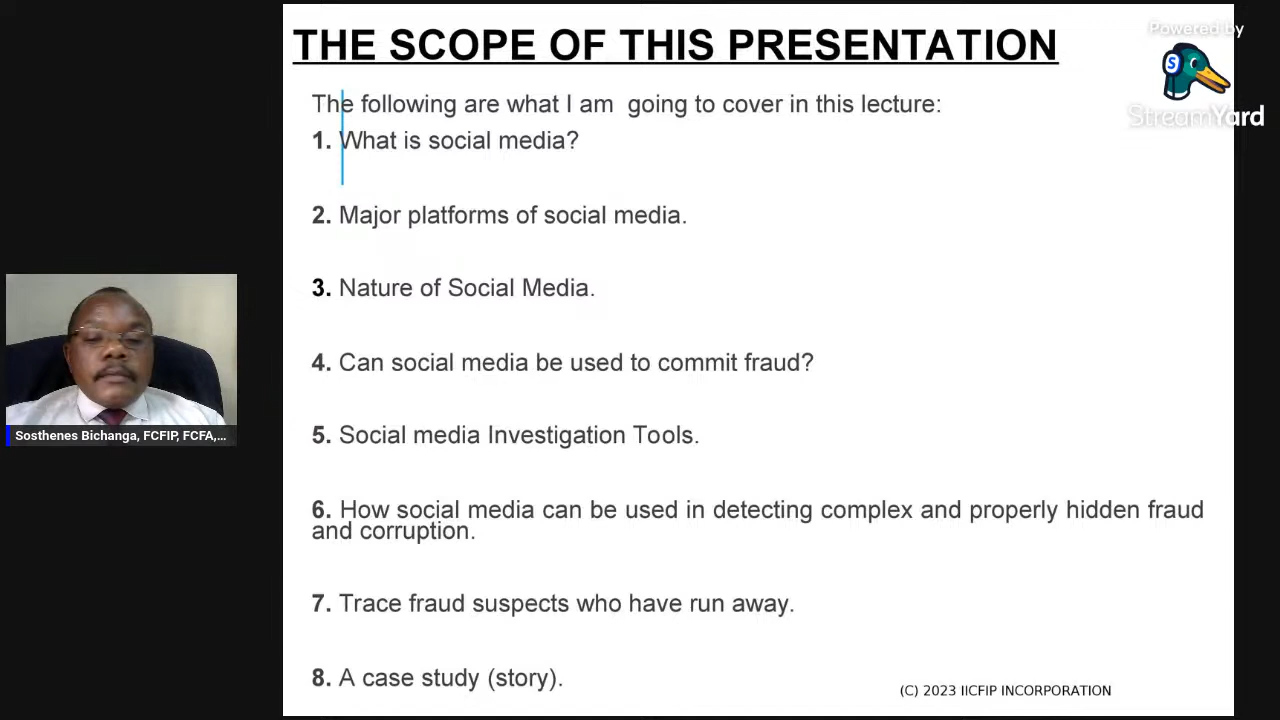 THE SCOPE OF THIS PRESENTATION
Powered by
S
StreamYard
The following are what I am going to cover in this lecture:
1. What is social media?
2. Major platforms of social media.
3. Nature of Social Media.
4. Can social media be used to commit fraud?
5. Social media Investigation Tools.
6. How social media can be used in detecting complex and properly hidden fraud
and corruption.
7. Trace fraud suspects who have run away.
8. A case study (story).
(C) 2023 IICFIP INCORPORATION
Sosthenes Bichanga, FCFIP, FCFA,...